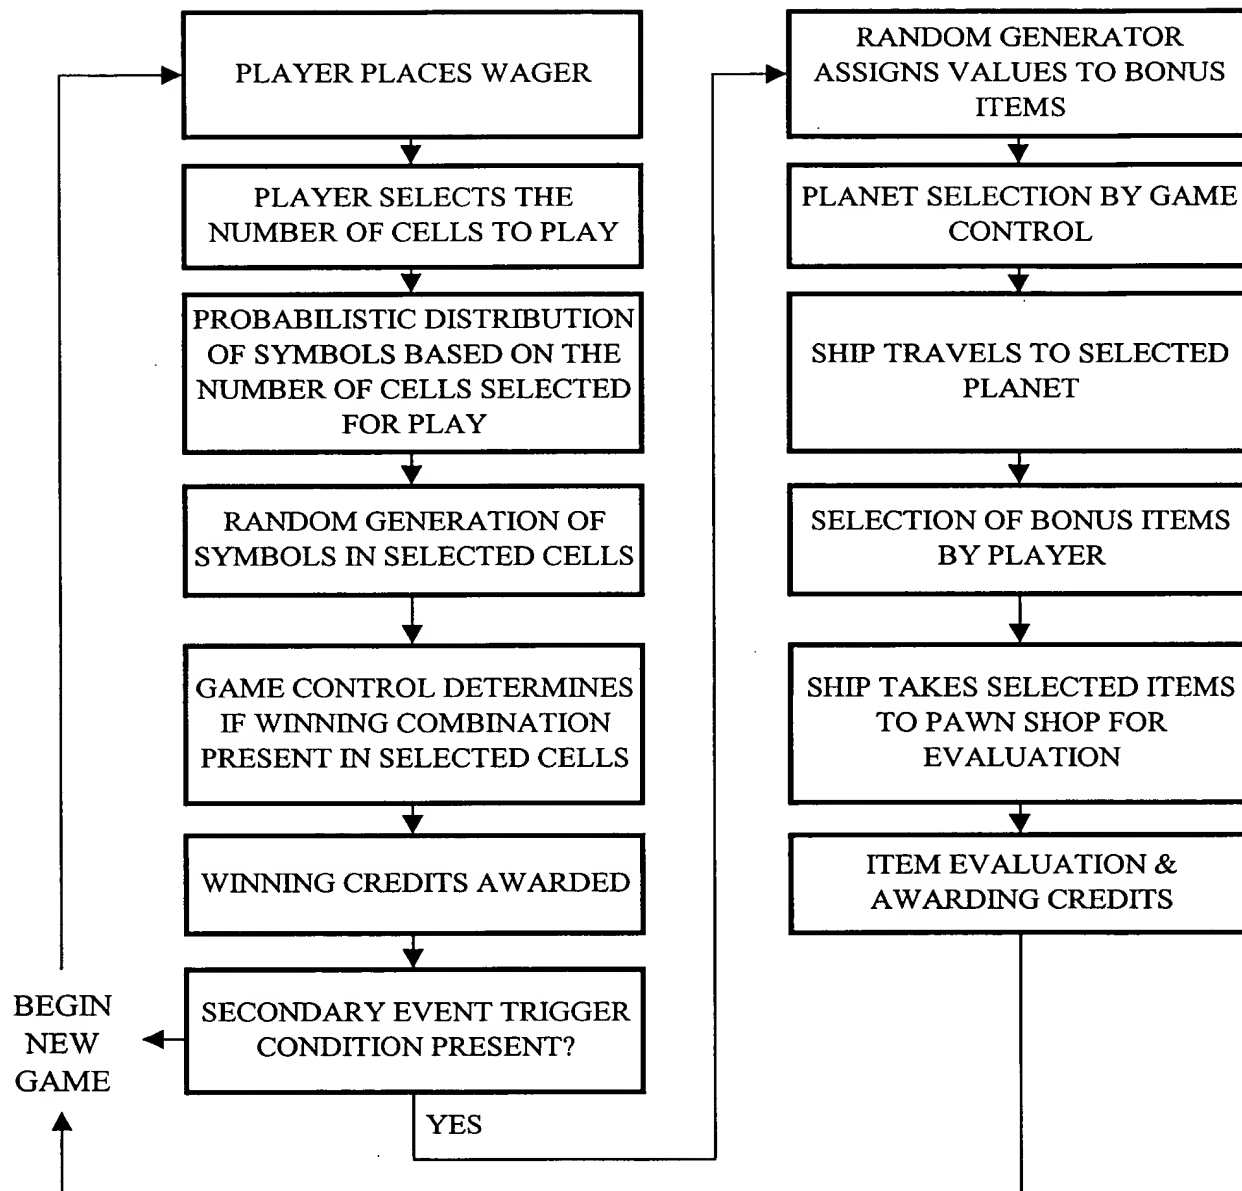 PLAYER PLACES WAGER
PLAYER SELECTS THE
NUMBER OF CELLS TO PLAY
PROBABILISTIC DISTRIBUTION
OF SYMBOLS BASED ON THE
NUMBER OF CELLS SELECTED
FOR PLAY
RANDOM GENERATION OF
SYMBOLS IN SELECTED CELLS
GAME CONTROL DETERMINES
IF WINNING COMBINATION
PRESENT IN SELECTED CELLS
WINNING CREDITS AWARDED
SECONDARY EVENT TRIGGER
CONDITION PRESENT?
BEGIN
NEW
GAME
YES
RANDOM GENERATOR
ASSIGNS VALUES TO BONUS
ITEMS
PLANET SELECTION BY GAME
CONTROL
SHIP TRAVELS TO SELECTED
PLANET
SELECTION OF BONUS ITEMS
BY PLAYER
SHIP TAKES SELECTED ITEMS
TO PAWN SHOP FOR
EVALUATION
ITEM EVALUATION &
AWARDING CREDITS